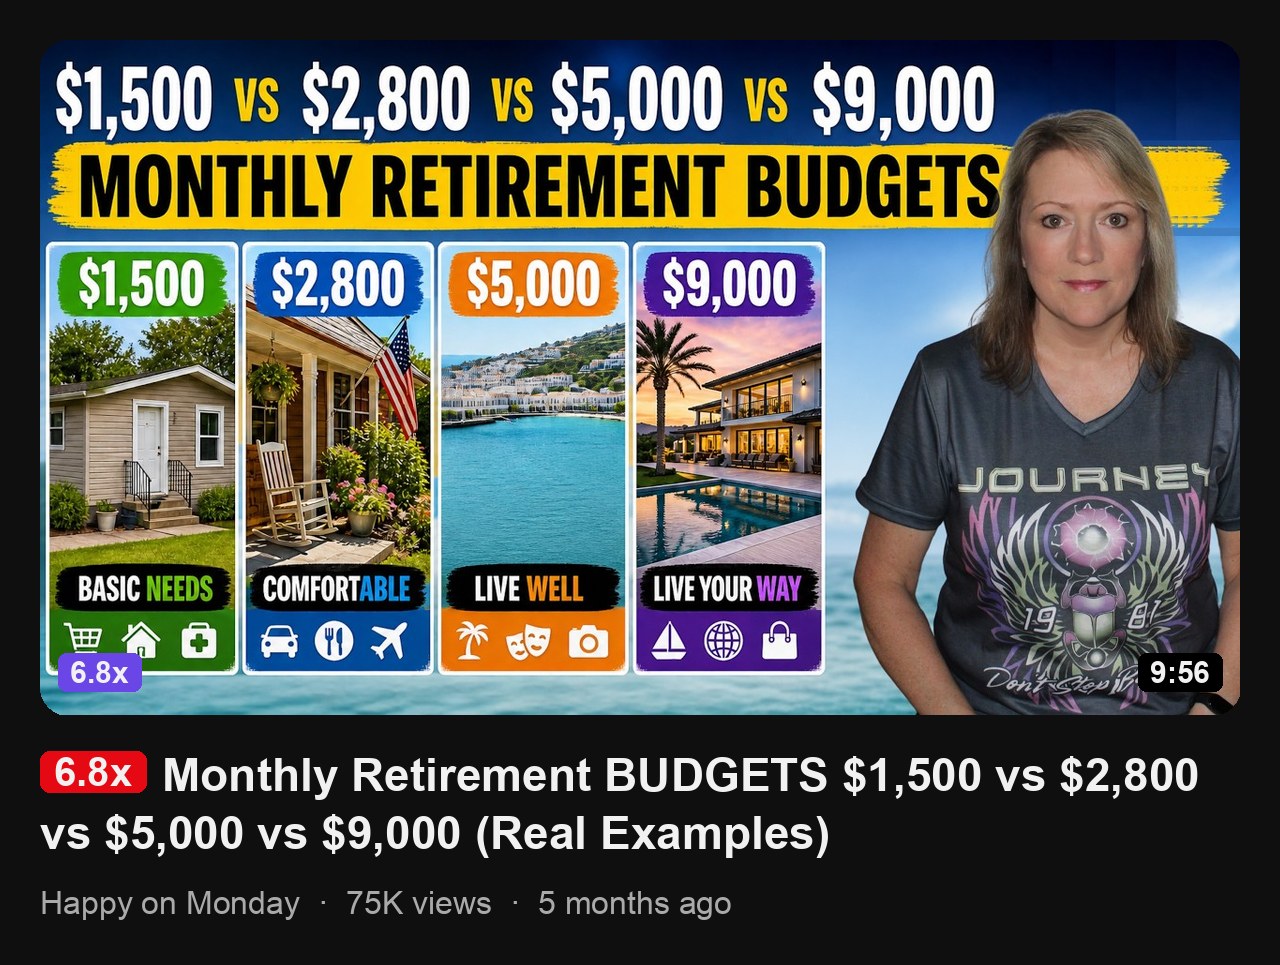 $1,500 VS $2,800 VS $5,000 VS $9,000
MONTHLY RETIREMENT BUDGETS
$1,500
$2,800
$5,000
$9,000
BASIC NEEDS
COMFORTABLE
LIVE WELL
LIVE YOUR WAY
JOURNEY
1981
Don't Stop
6.8x
9:56
6.8x Monthly Retirement BUDGETS $1,500 vs $2,800
vs $5,000 vs $9,000 (Real Examples)
Happy on Monday · 75K views · 5 months ago